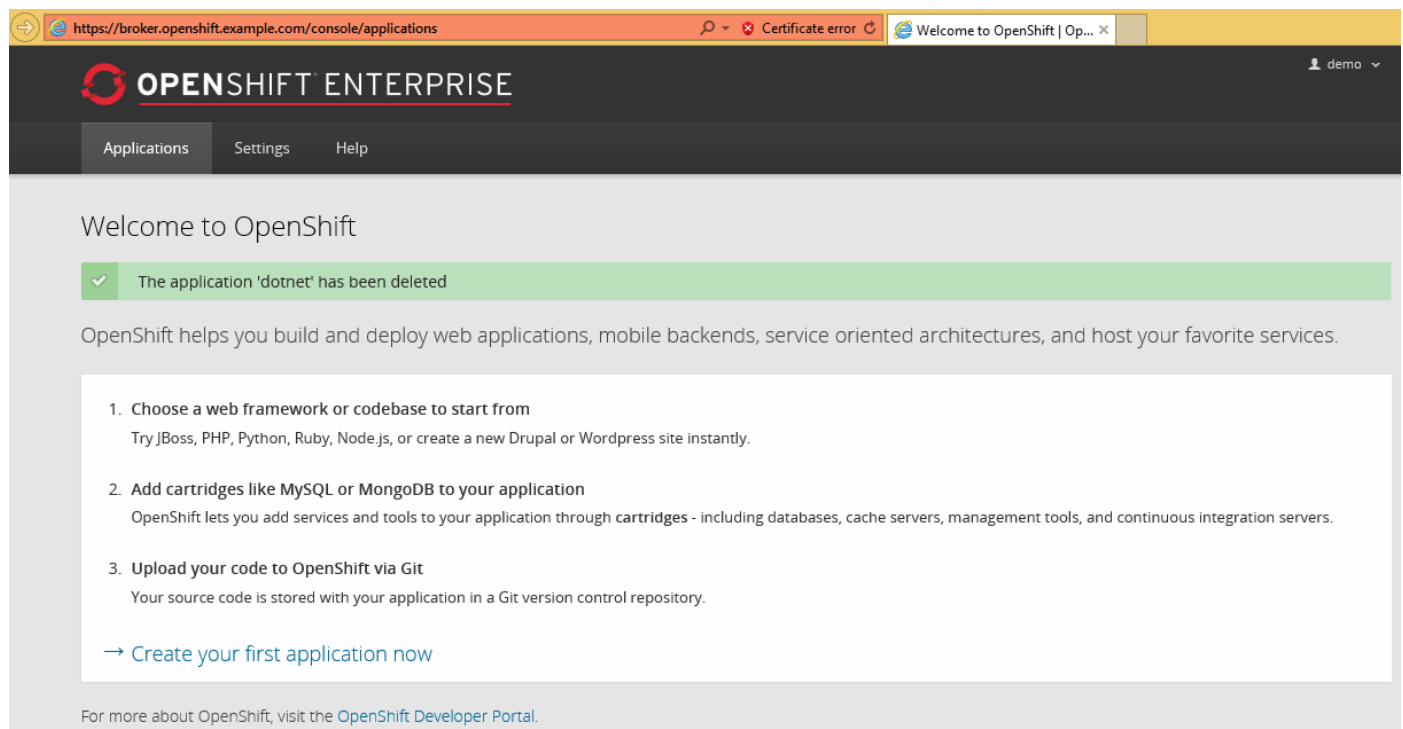 https://broker.openshift.example.com/console/applications
Certificate error
Welcome to OpenShift | Op...
OPENSHIFT ENTERPRISE
demo
Applications
Settings
Help
Welcome to OpenShift
The application 'dotnet' has been deleted
OpenShift helps you build and deploy web applications, mobile backends, service oriented architectures, and host your favorite services.
1. Choose a web framework or codebase to start from
Try JBoss, PHP, Python, Ruby, Node.js, or create a new Drupal or Wordpress site instantly.
2. Add cartridges like MySQL or MongoDB to your application
OpenShift lets you add services and tools to your application through cartridges - including databases, cache servers, management tools, and continuous integration servers.
3. Upload your code to OpenShift via Git
Your source code is stored with your application in a Git version control repository.
→ Create your first application now
For more about OpenShift, visit the OpenShift Developer Portal.